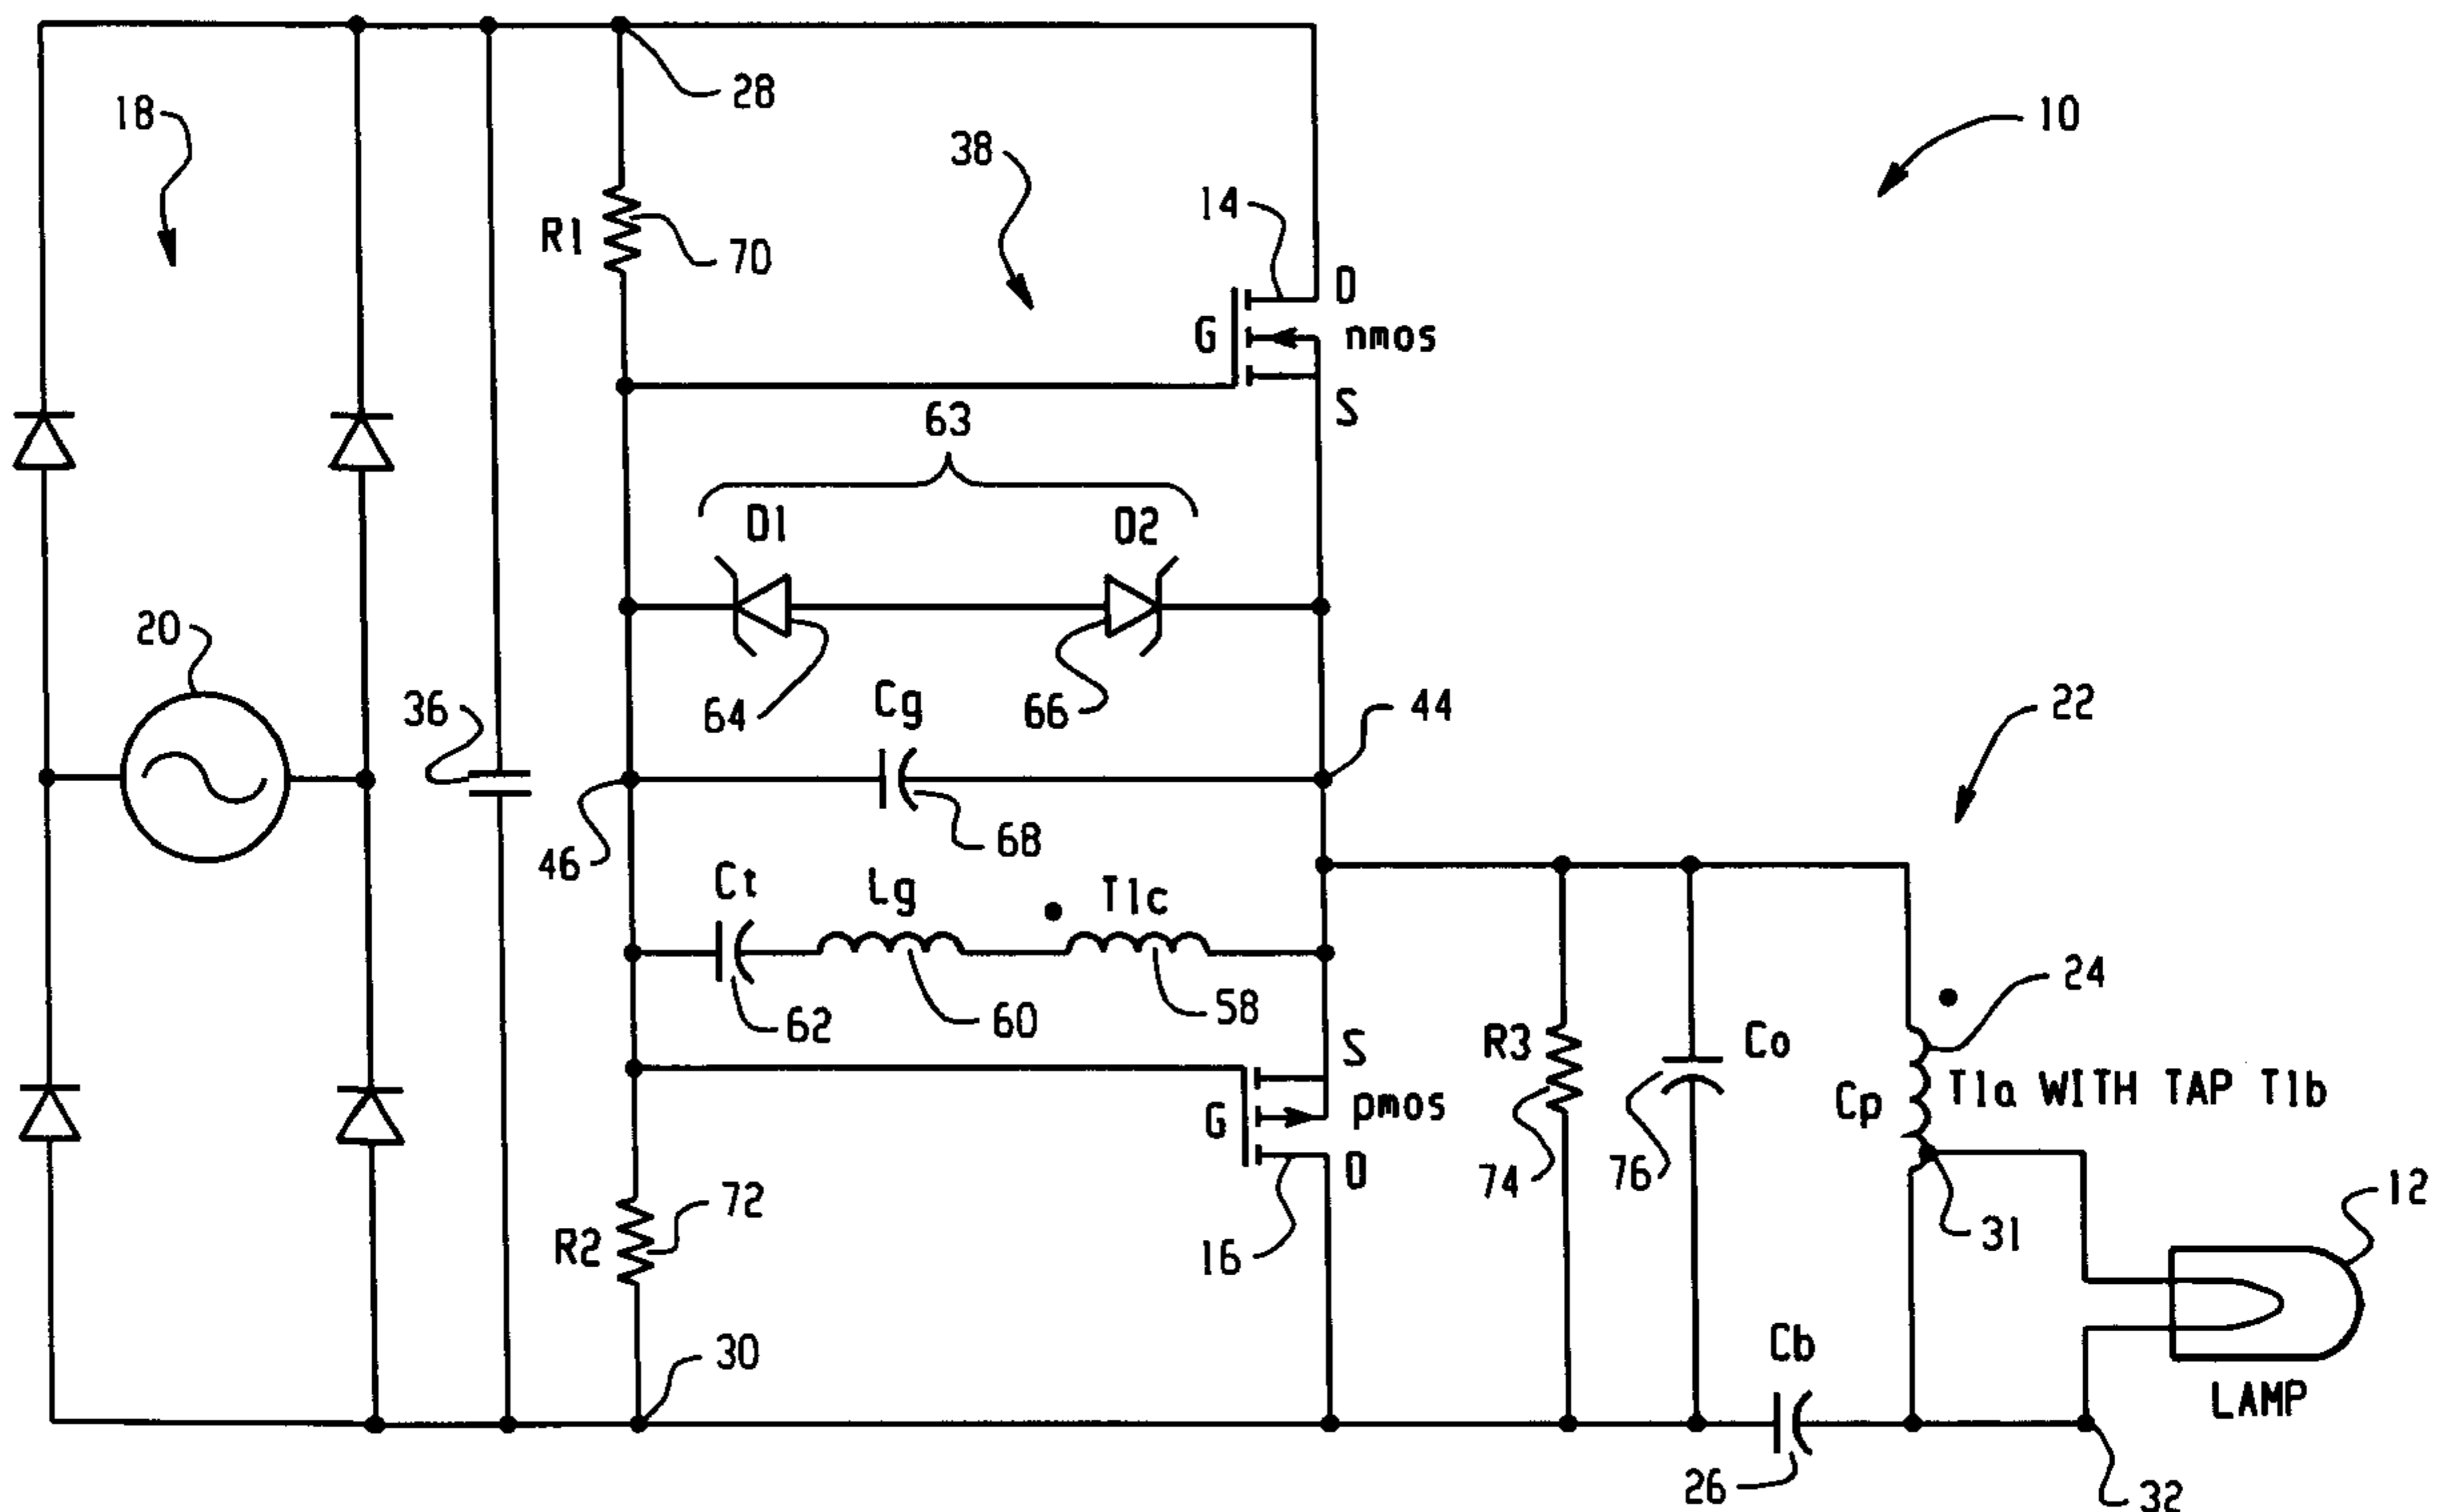 28
18
10
38
14
R1
70
D
G
nmos
S
63
D1
D2
20
64
Cg
66
36
44
22
46
68
Ct
Lg
T1c
24
62
60
58
S
R3
Co
Cp
T1a WITH TAP T1b
G
pmos
D
74
76
12
72
R2
16
31
30
Cb
LAMP
26
32